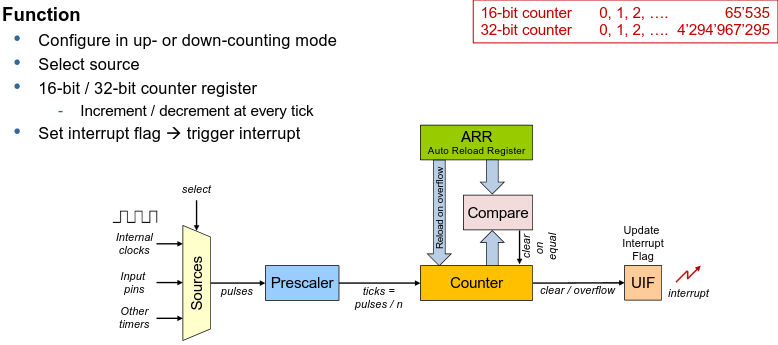 Function
• Configure in up- or down-counting mode
• Select source
• 16-bit / 32-bit counter register
- Increment / decrement at every tick
• Set interrupt flag → trigger interrupt
16-bit counter 0, 1, 2, …. 65'535
32-bit counter 0, 1, 2, …. 4'294'967'295
ARR
Auto Reload Register
Reload on overflow
Compare
clear
on
equal
select
Internal
clocks
Input
pins
Other
timers
Sources
pulses
Prescaler
ticks =
pulses / n
Counter
clear / overflow
Update
Interrupt
Flag
UIF
interrupt